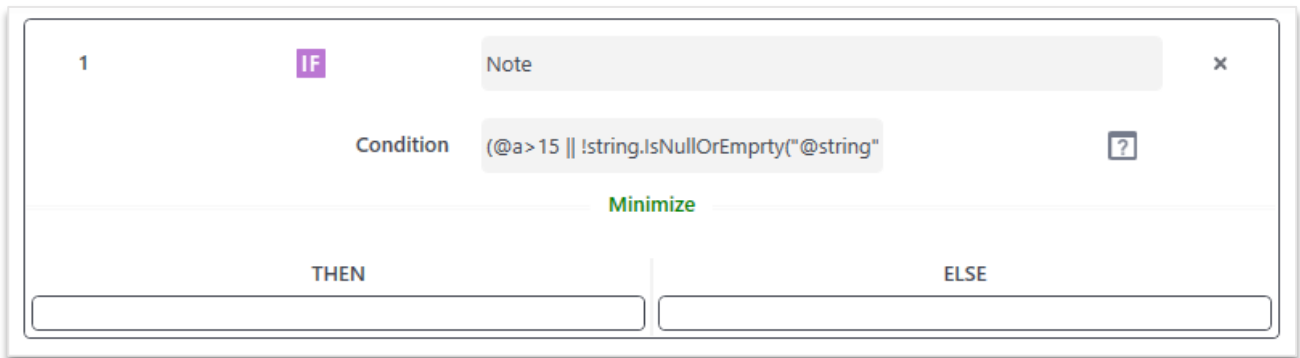 1 IF Note ×
Condition (@a>15 || !string.IsNullOrEmprty("@string" ?
Minimize
THEN ELSE